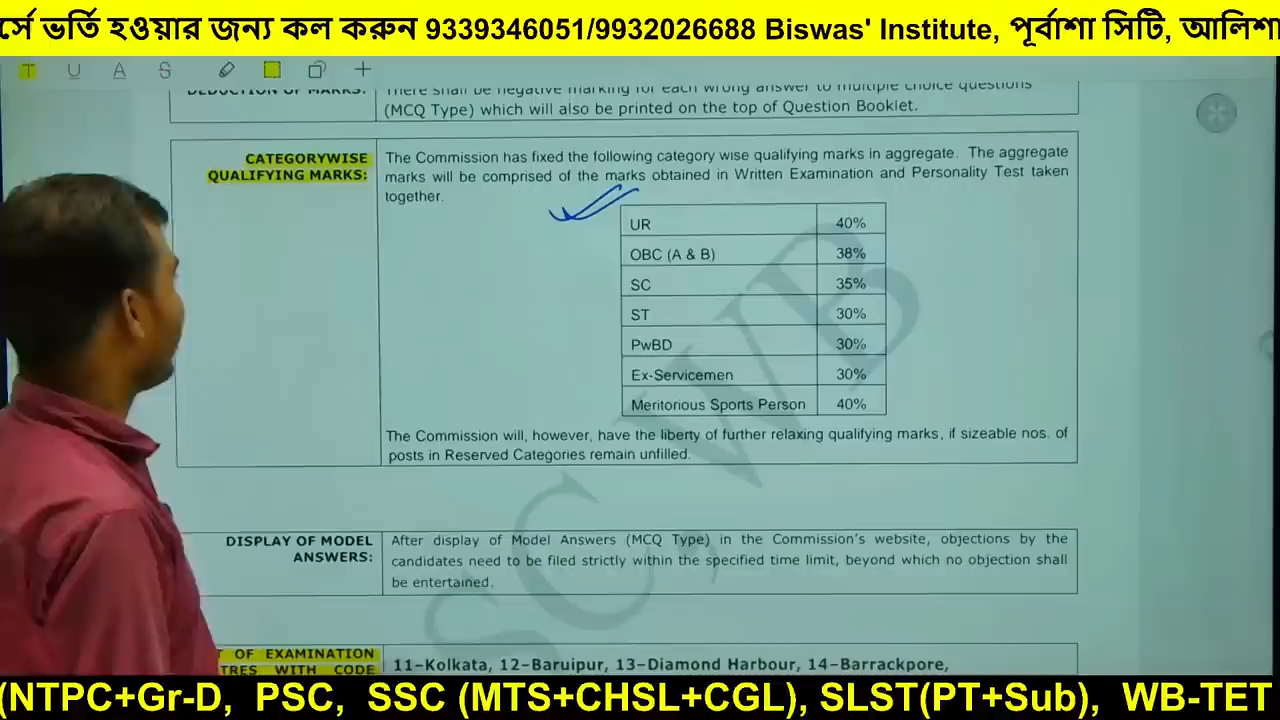 র্সে ভর্তি হওয়ার জন্য কল করুন 9339346051/9932026688 Biswas' Institute, পূর্বাশা সিটি, আলিশা
T U A S
DEDUCTION OF MARKS:
There shall be negative marking for each wrong answer to multiple choice questions
(MCQ Type) which will also be printed on the top of Question Booklet.
CATEGORYWISE
QUALIFYING MARKS:
The Commission has fixed the following category wise qualifying marks in aggregate. The aggregate
marks will be comprised of the marks obtained in Written Examination and Personality Test taken
together.
UR 40%
OBC (A & B) 38%
SC 35%
ST 30%
PwBD 30%
Ex-Servicemen 30%
Meritorious Sports Person 40%
The Commission will, however, have the liberty of further relaxing qualifying marks, if sizeable nos. of
posts in Reserved Categories remain unfilled.
DISPLAY OF MODEL
ANSWERS:
After display of Model Answers (MCQ Type) in the Commission's website, objections by the
candidates need to be filed strictly within the specified time limit, beyond which no objection shall
be entertained.
T OF EXAMINATION
TRES WITH CODE
11–Kolkata, 12–Baruipur, 13–Diamond Harbour, 14–Barrackpore,
SCWB
(NTPC+Gr-D, PSC, SSC (MTS+CHSL+CGL), SLST(PT+Sub), WB-TET